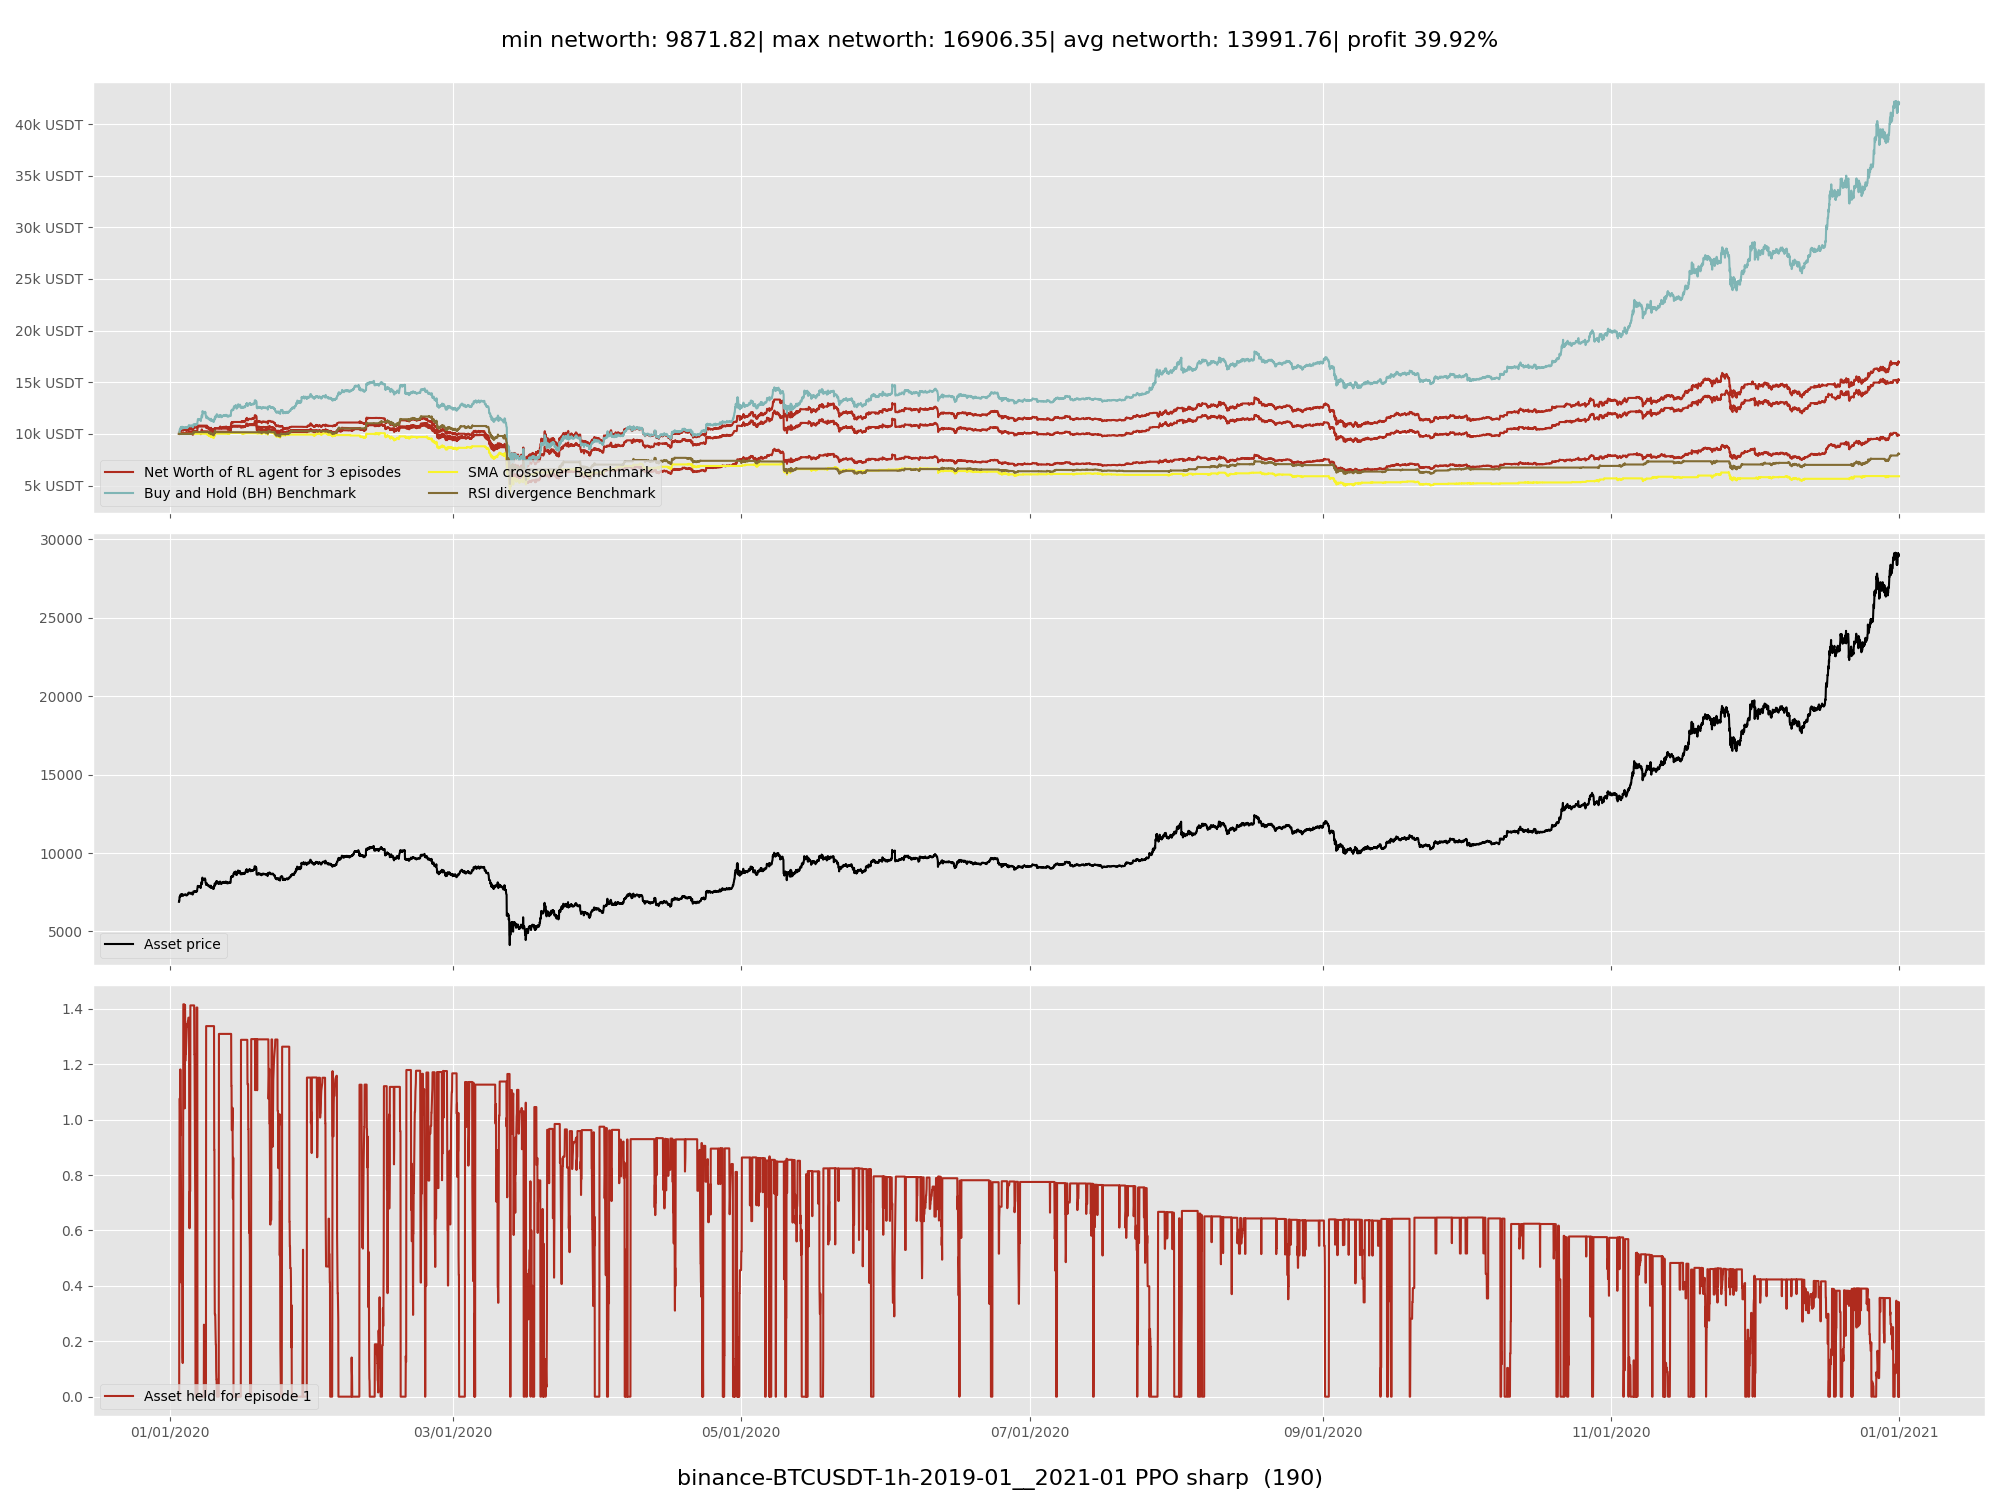 min networth: 9871.82| max networth: 16906.35| avg networth: 13991.76| profit 39.92%
40k USDT
35k USDT
30k USDT
25k USDT
20k USDT
15k USDT
10k USDT
5k USDT
Net Worth of RL agent for 3 episodes
Buy and Hold (BH) Benchmark
SMA crossover Benchmark
RSI divergence Benchmark
30000
25000
20000
15000
10000
5000
Asset price
1.4
1.2
1.0
0.8
0.6
0.4
0.2
0.0
Asset held for episode 1
01/01/2020 03/01/2020 05/01/2020 07/01/2020 09/01/2020 11/01/2020 01/01/2021
binance-BTCUSDT-1h-2019-01__2021-01 PPO sharp  (190)